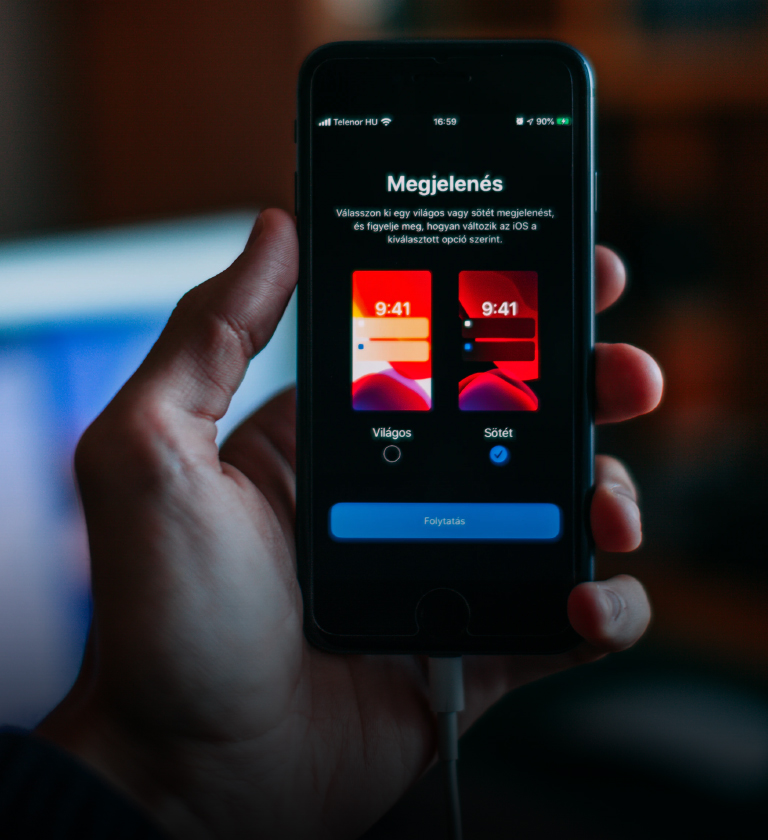 Telenor HU 16:59 90%
Megjelenés
Válasszon ki egy világos vagy sötét megjelenést,
és figyelje meg, hogyan változik az iOS a
kiválasztott opció szerint.
9:41 9:41
Világos Sötét
Folytatás